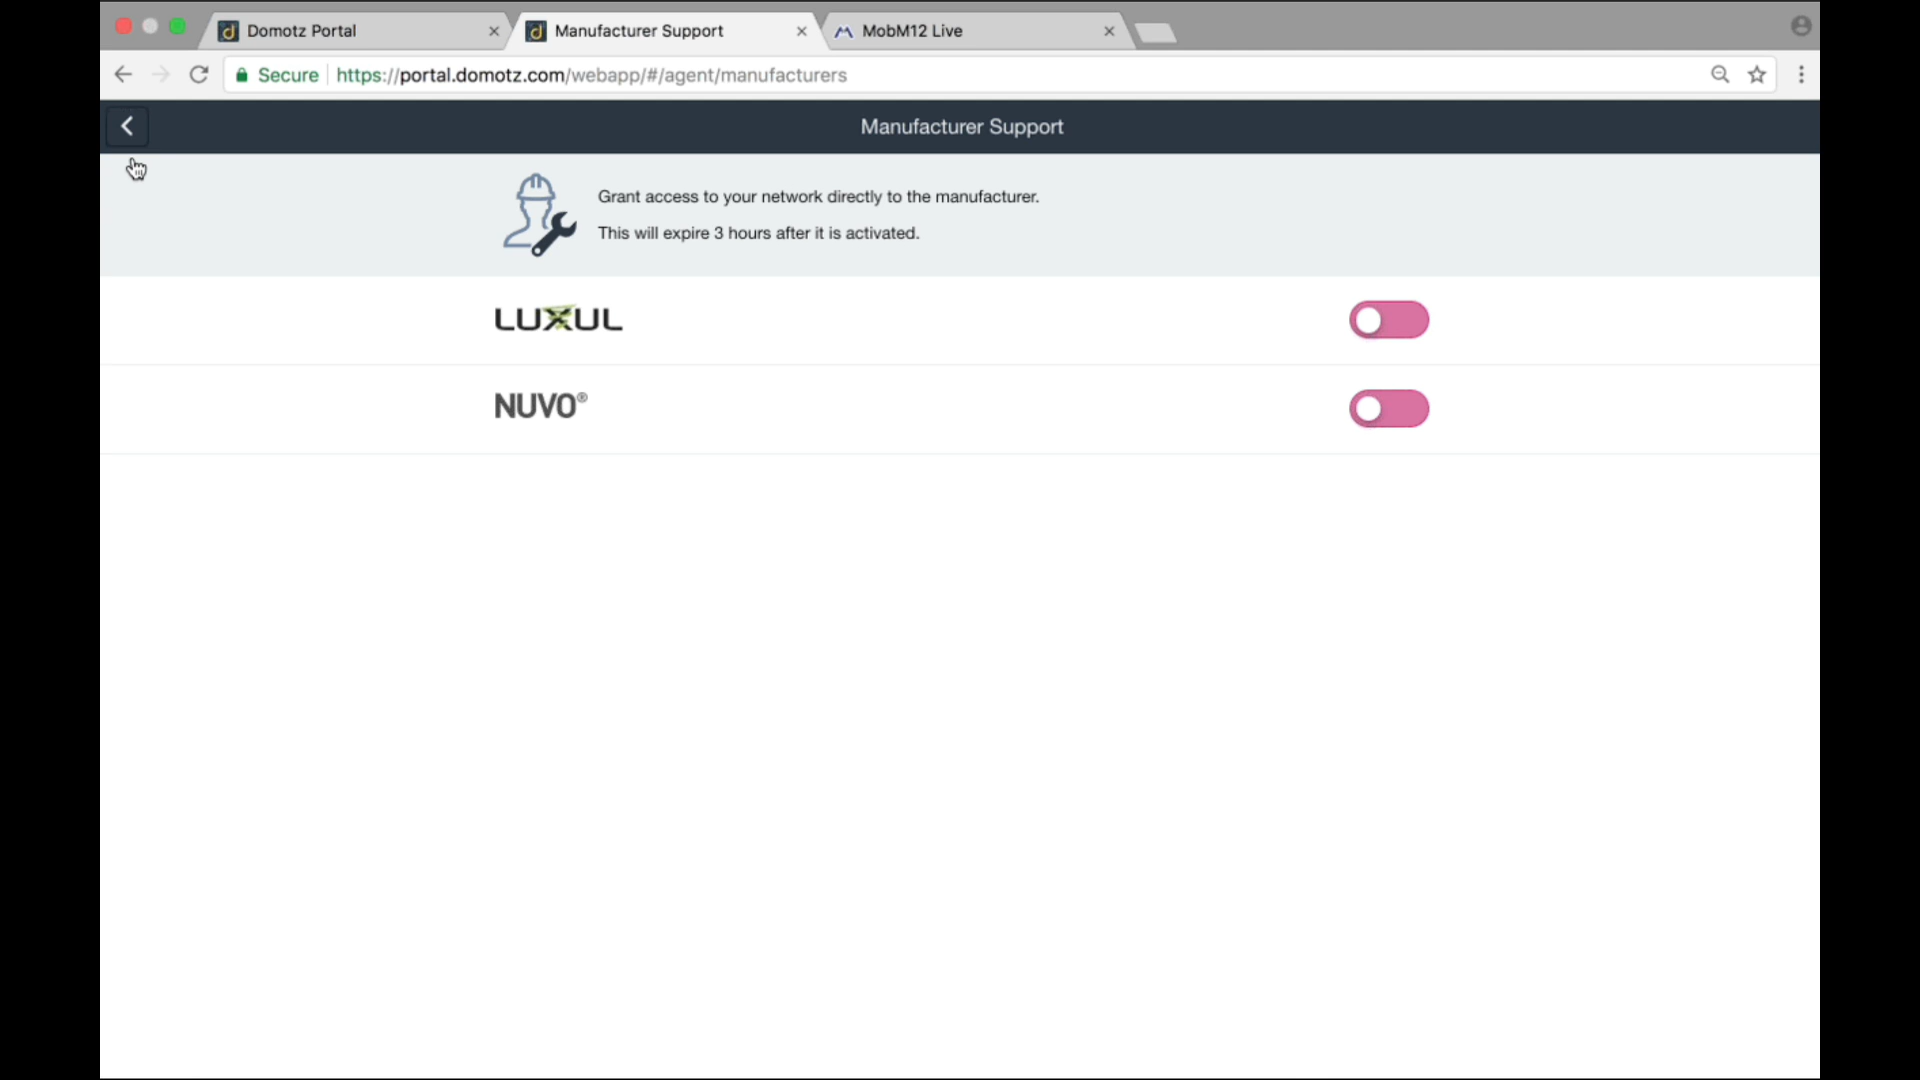 Domotz Portal
Manufacturer Support
MobM12 Live
Secure
https://portal.domotz.com/webapp/#/agent/manufacturers
Manufacturer Support
Grant access to your network directly to the manufacturer.
This will expire 3 hours after it is activated.
LUXUL
NUVO®